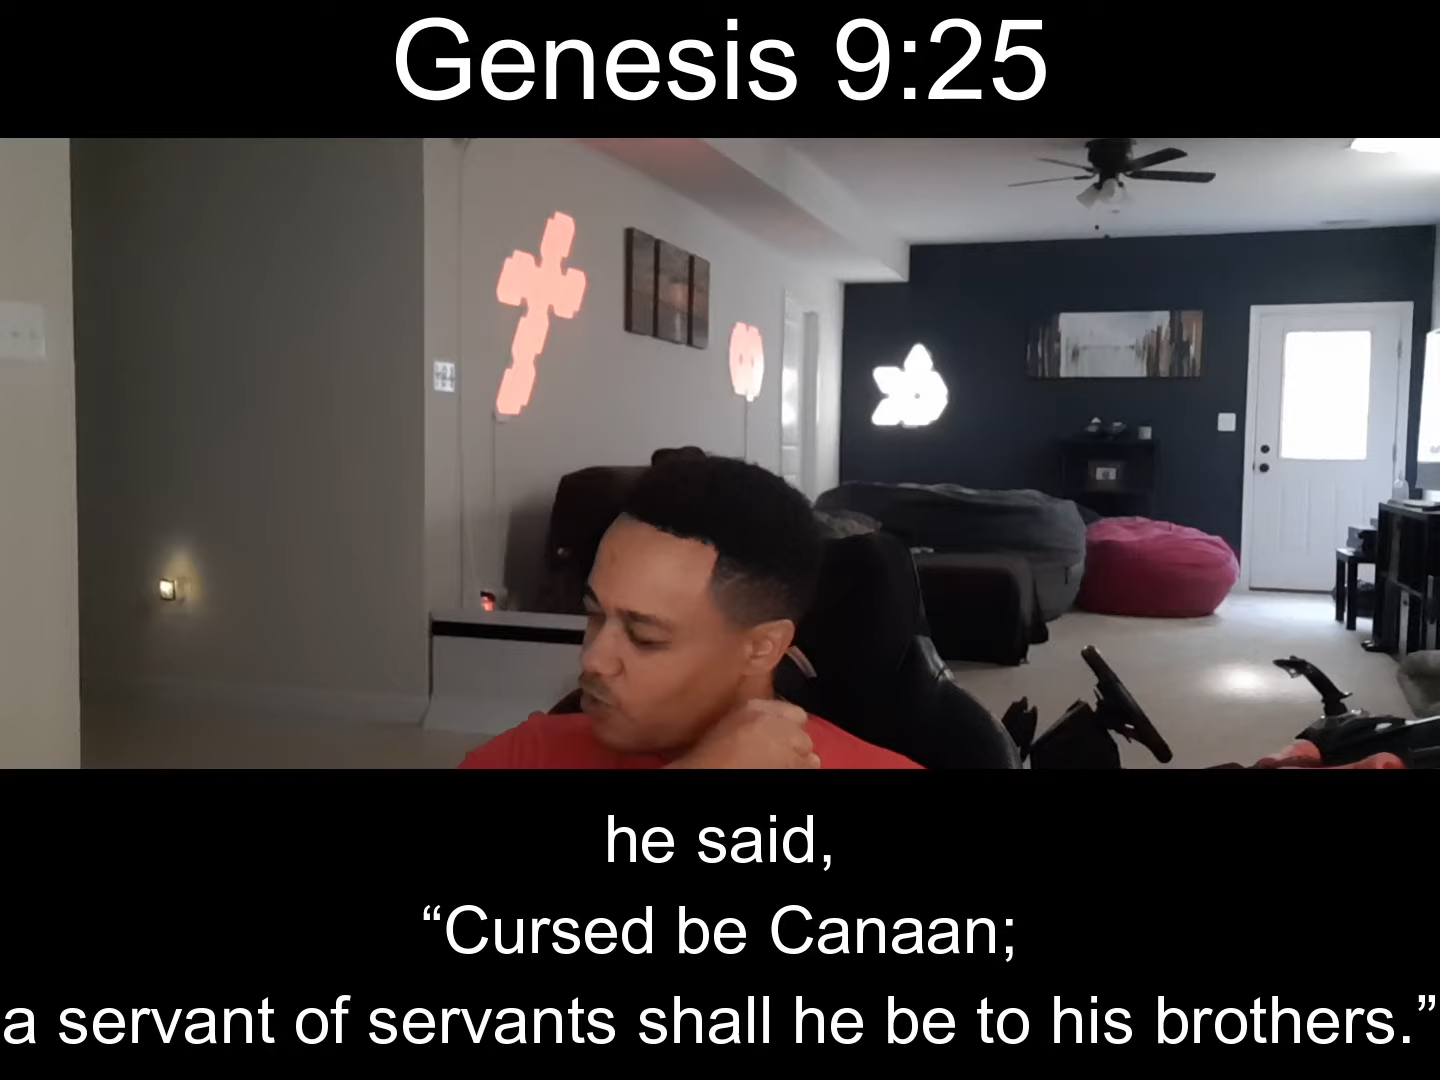 Genesis 9:25
he said,
“Cursed be Canaan;
a servant of servants shall he be to his brothers.”